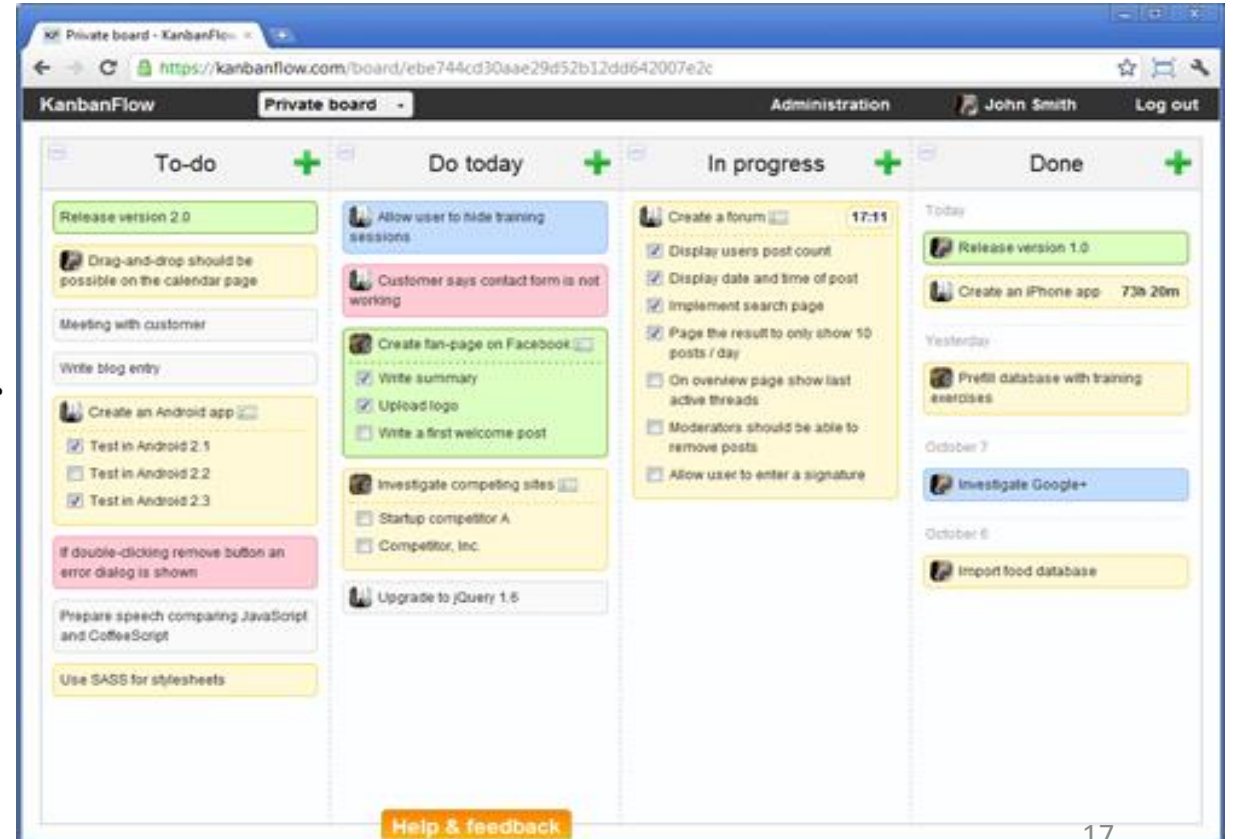 Private board - KanbanFlow
https://kanbanflow.com/board/ebe744cd30aae29d52b12dd642007e2c
KanbanFlow
Private board
Administration
John Smith
Log out
To-do
Release version 2.0
Drag-and-drop should be
possible on the calendar page
Meeting with customer
Write blog entry
Create an Android app
Test in Android 2.1
Test in Android 2.2
Test in Android 2.3
If double-clicking remove button an
error dialog is shown
Prepare speech comparing JavaScript
and CoffeeScript
Use SASS for stylesheets
Do today
Allow user to hide training
sessions
Customer says contact form is not
working
Create fan-page on Facebook
Write summary
Upload logo
Write a first welcome post
Investigate competing sites
Startup competitor A
Competitor, Inc.
Upgrade to jQuery 1.6
In progress
Create a forum 17:11
Display users post count
Display date and time of post
Implement search page
Page the result to only show 10
posts / day
On overview page show last
active threads
Moderators should be able to
remove posts
Allow user to enter a signature
Done
Today
Release version 1.0
Create an iPhone app 73h 20m
Yesterday
Prefill database with training
exercises
October 7
Investigate Google+
October 6
Import food database
Help & feedback
17